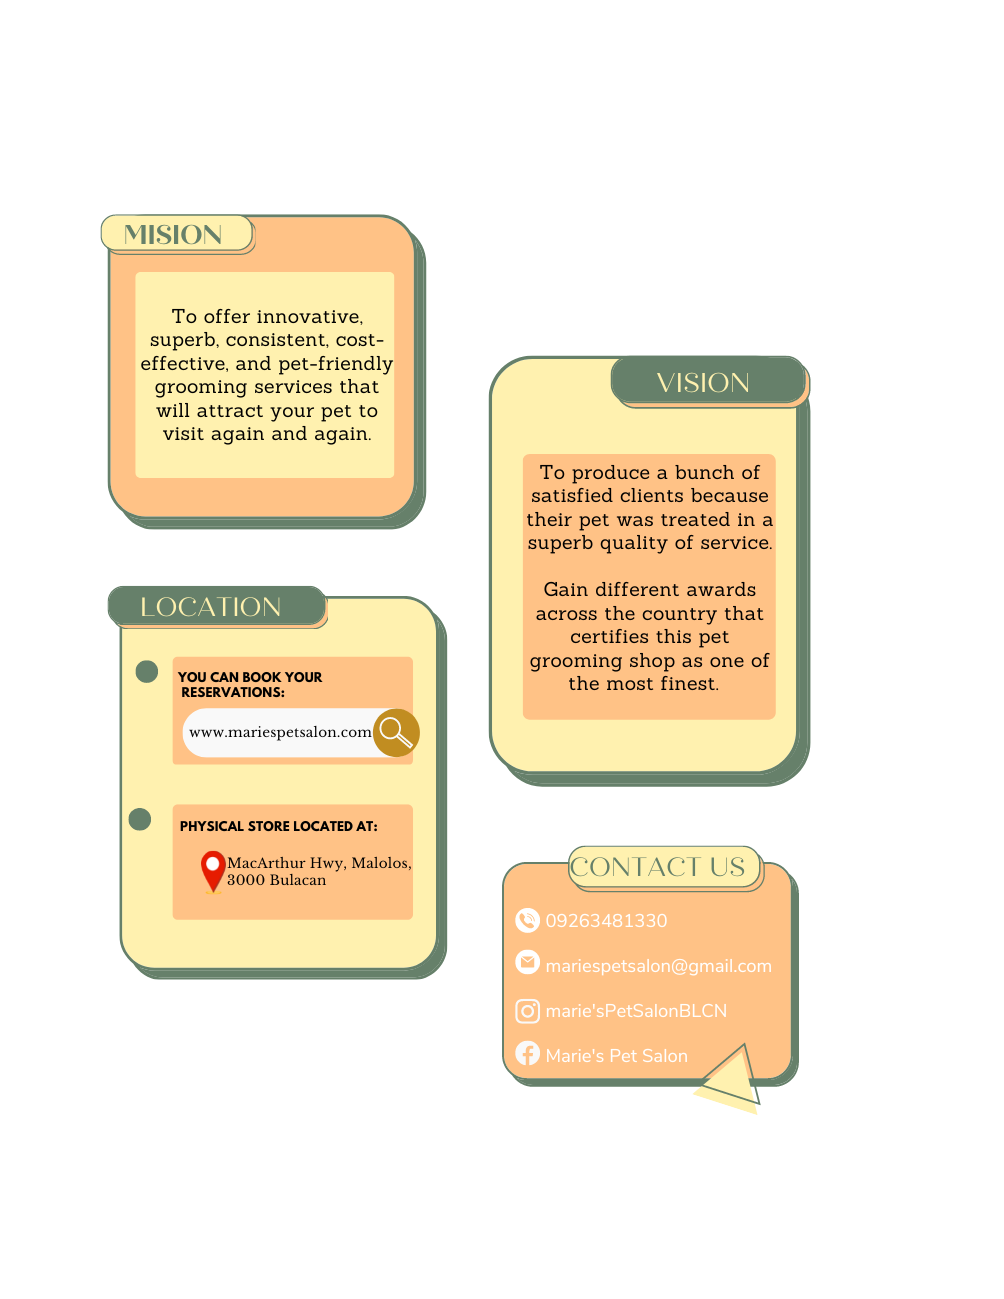 MISION
To offer innovative,
superb, consistent, cost-
effective, and pet-friendly
grooming services that
will attract your pet to
visit again and again.
VISION
To produce a bunch of
satisfied clients because
their pet was treated in a
superb quality of service.
Gain different awards
across the country that
certifies this pet
grooming shop as one of
the most finest.
LOCATION
YOU CAN BOOK YOUR
RESERVATIONS:
www.mariespetsalon.com
PHYSICAL STORE LOCATED AT:
MacArthur Hwy, Malolos,
3000 Bulacan
CONTACT US
09263481330
mariespetsalon@gmail.com
marie'sPetSalonBLCN
Marie's Pet Salon